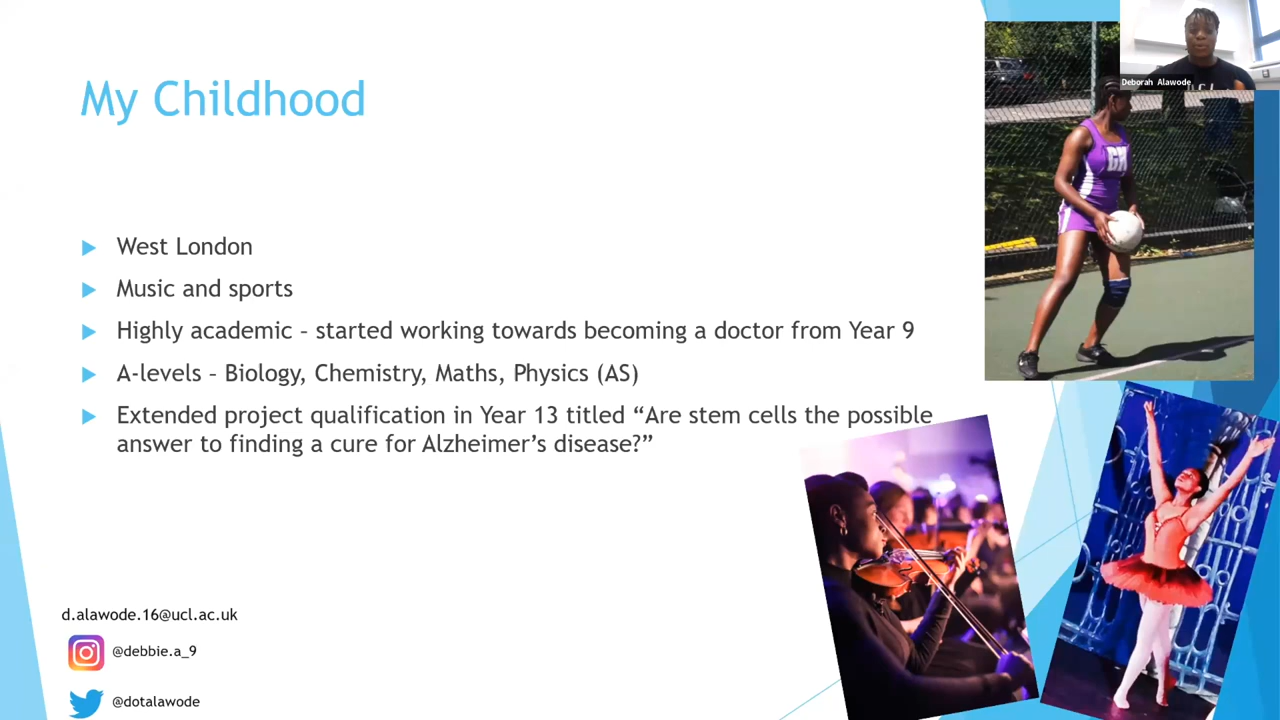 Deborah Alawode
My Childhood
GM
West London
Music and sports
Highly academic – started working towards becoming a doctor from Year 9
A-levels – Biology, Chemistry, Maths, Physics (AS)
Extended project qualification in Year 13 titled “Are stem cells the possible
answer to finding a cure for Alzheimer’s disease?”
d.alawode.16@ucl.ac.uk
@debbie.a_9
@dotalawode